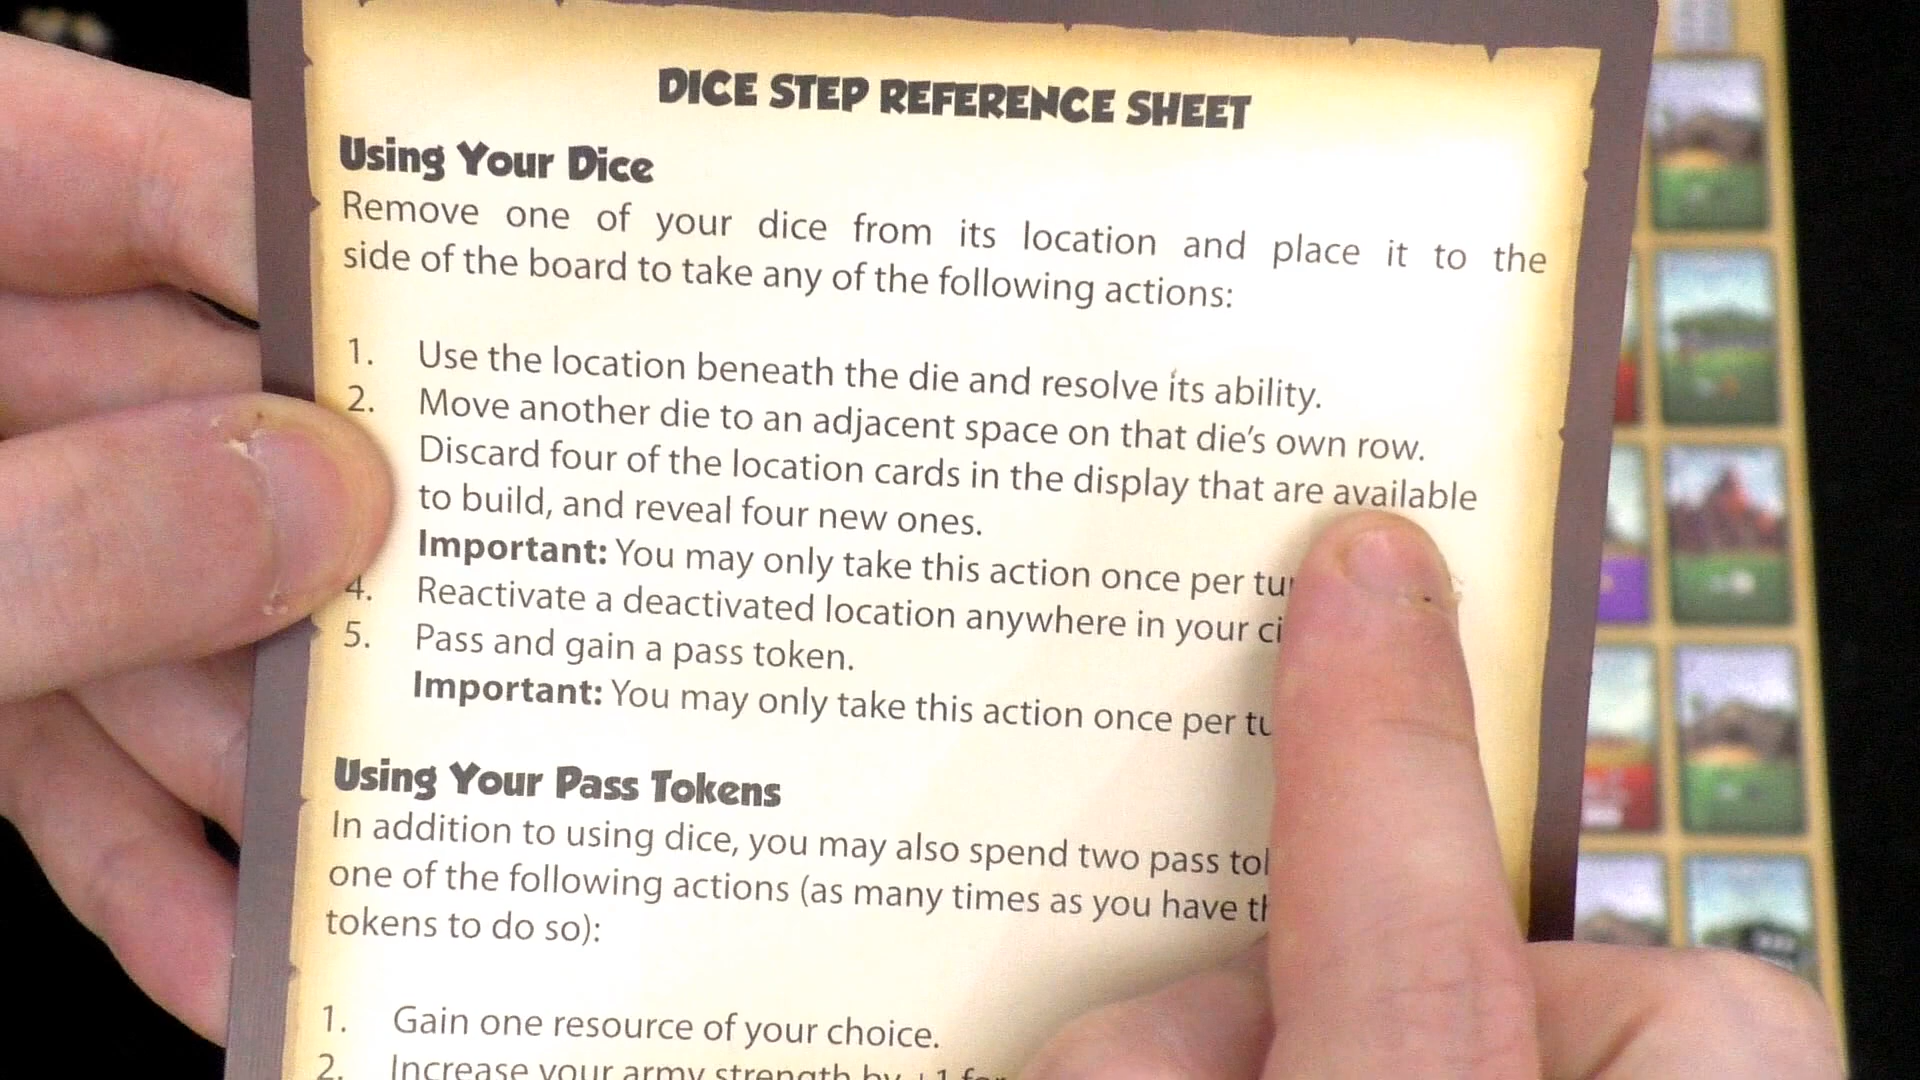 DICE STEP REFERENCE SHEET
Using Your Dice
Remove one of your dice from its location and place it to the
side of the board to take any of the following actions:
1. Use the location beneath the die and resolve its ability.
2. Move another die to an adjacent space on that die's own row.
Discard four of the location cards in the display that are available
to build, and reveal four new ones.
Important: You may only take this action once per
4. Reactivate a deactivated location anywhere in your
5. Pass and gain a pass token.
Important: You may only take this action once per
Using Your Pass Tokens
In addition to using dice, you may also spend two pass
one of the following actions (as many times as you have
tokens to do so):
1. Gain one resource of your choice.
2. Increase your army strength by +1